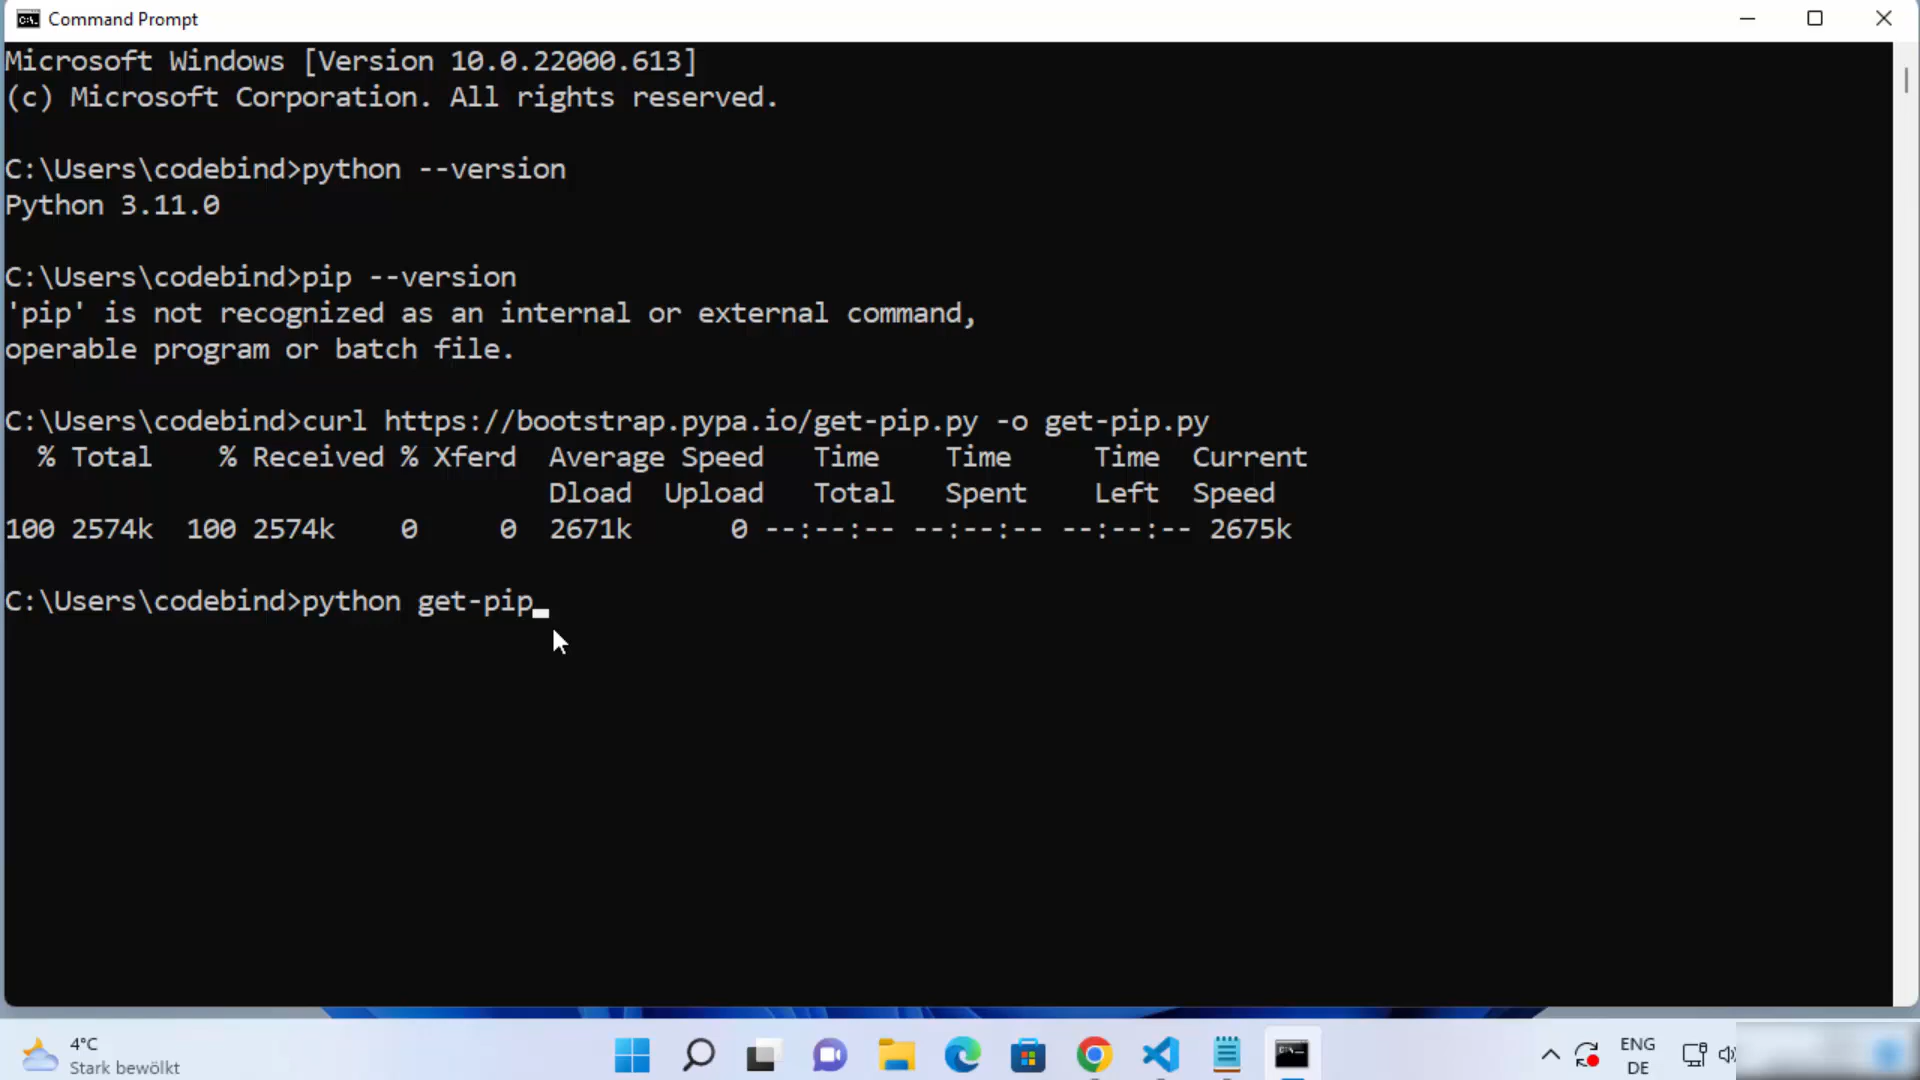 Command Prompt
Microsoft Windows [Version 10.0.22000.613]
(c) Microsoft Corporation. All rights reserved.
C:\Users\codebind>python --version
Python 3.11.0
C:\Users\codebind>pip --version
'pip' is not recognized as an internal or external command,
operable program or batch file.
C:\Users\codebind>curl https://bootstrap.pypa.io/get-pip.py -o get-pip.py
% Total % Received % Xferd Average Speed Time Time Time Current
Dload Upload Total Spent Left Speed
100 2574k 100 2574k 0 0 2671k 0 --:--:-- --:--:-- --:--:-- 2675k
C:\Users\codebind>python get-pip
4°C
Stark bewölkt
ENG
DE